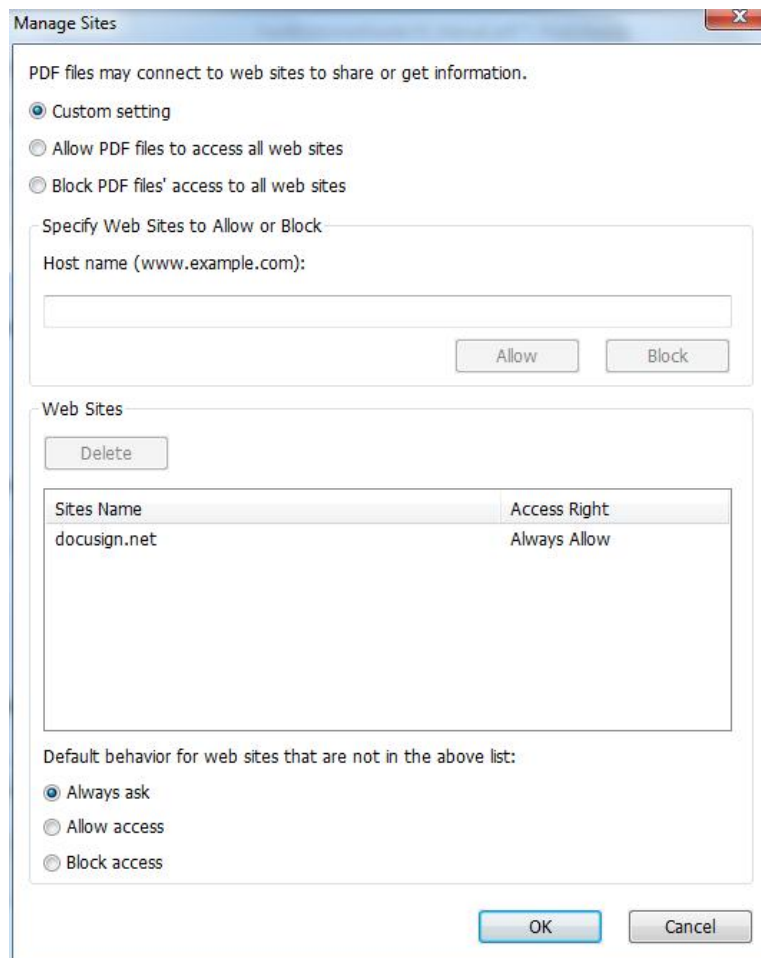 Manage Sites
PDF files may connect to web sites to share or get information.
Custom setting
Allow PDF files to access all web sites
Block PDF files' access to all web sites
Specify Web Sites to Allow or Block
Host name (www.example.com):
Allow Block
Web Sites
Delete
Sites Name Access Right
docusign.net Always Allow
Default behavior for web sites that are not in the above list:
Always ask
Allow access
Block access
OK Cancel